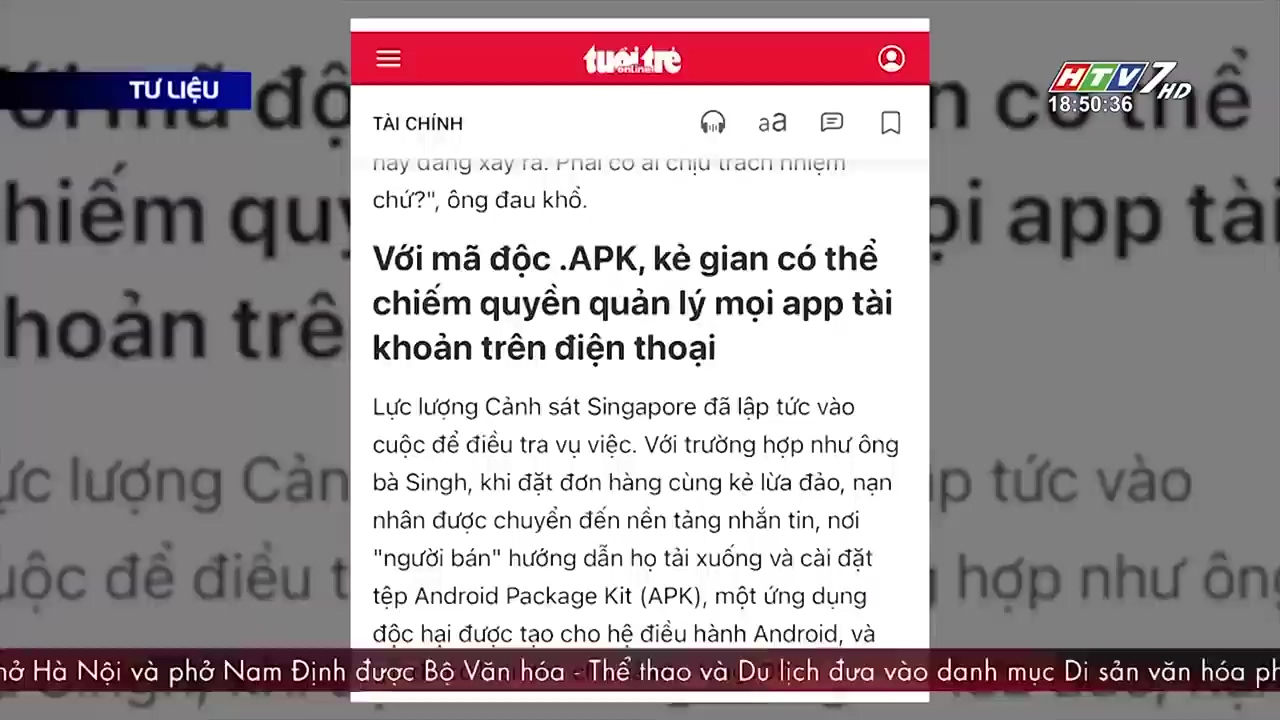 TƯ LIỆU
tuổi trẻ
online
HTV7 HD
18:50:36
TÀI CHÍNH
aA
này đang xảy ra. Phải có ai chịu trách nhiệm
chứ?", ông đau khổ.
Với mã độc .APK, kẻ gian có thể
chiếm quyền quản lý mọi app tài
khoản trên điện thoại
Lực lượng Cảnh sát Singapore đã lập tức vào
cuộc để điều tra vụ việc. Với trường hợp như ông
bà Singh, khi đặt đơn hàng cùng kẻ lừa đảo, nạn
nhân được chuyển đến nền tảng nhắn tin, nơi
"người bán" hướng dẫn họ tải xuống và cài đặt
tệp Android Package Kit (APK), một ứng dụng
độc hại được tạo cho hệ điều hành Android, và
Hà Nội và phở Nam Định được Bộ Văn hóa - Thể thao và Du lịch đưa vào danh mục Di sản văn hóa